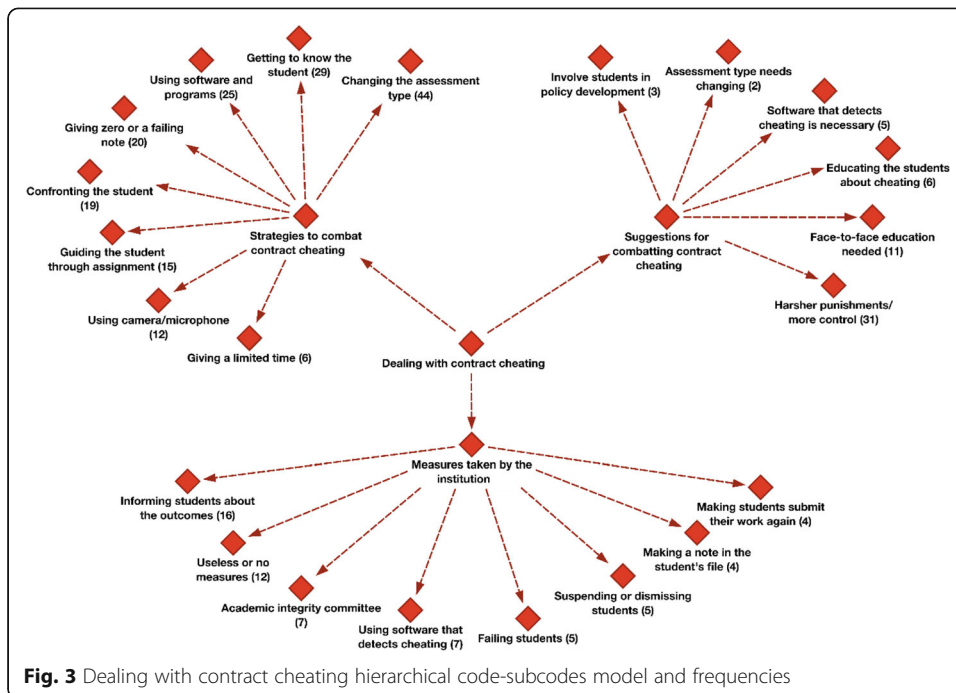 Getting to know the
student (29)
Using software and
programs (25)
Changing the assessment
type (44)
Giving zero or a failing
note (20)
Confronting the student
(19)
Guiding the student
through assignment (15)
Using camera/microphone
(12)
Giving a limited time (6)
Strategies to combat
contract cheating
Involve students in
policy development (3)
Assessment type needs
changing (2)
Software that detects
cheating is necessary (5)
Educating the students
about cheating (6)
Face-to-face education
needed (11)
Harsher punishments/
more control (31)
Suggestions for
combatting contract
cheating
Dealing with contract cheating
Measures taken by the
institution
Informing students about
the outcomes (16)
Useless or no
measures (12)
Academic integrity committee
(7)
Using software that
detects cheating (7)
Failing students (5)
Suspending or dismissing
students (5)
Making a note in the
student's file (4)
Making students submit
their work again (4)
Fig. 3 Dealing with contract cheating hierarchical code-subcodes model and frequencies